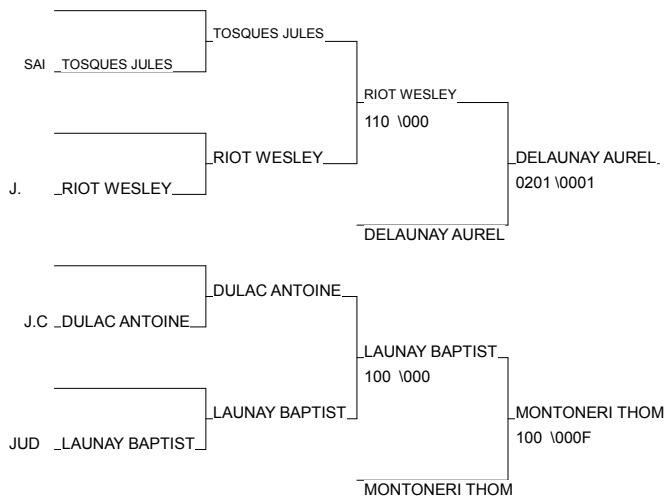 TOSQUES JULES
SAI TOSQUES JULES
RIOT WESLEY
110 \000
RIOT WESLEY
DELAUNAY AUREL
0201 \0001
J. RIOT WESLEY
DELAUNAY AUREL
DULAC ANTOINE
J.C DULAC ANTOINE
LAUNAY BAPTIST
100 \000
LAUNAY BAPTIST
MONTONERI THOM
100 \000F
JUD LAUNAY BAPTIST
MONTONERI THOM